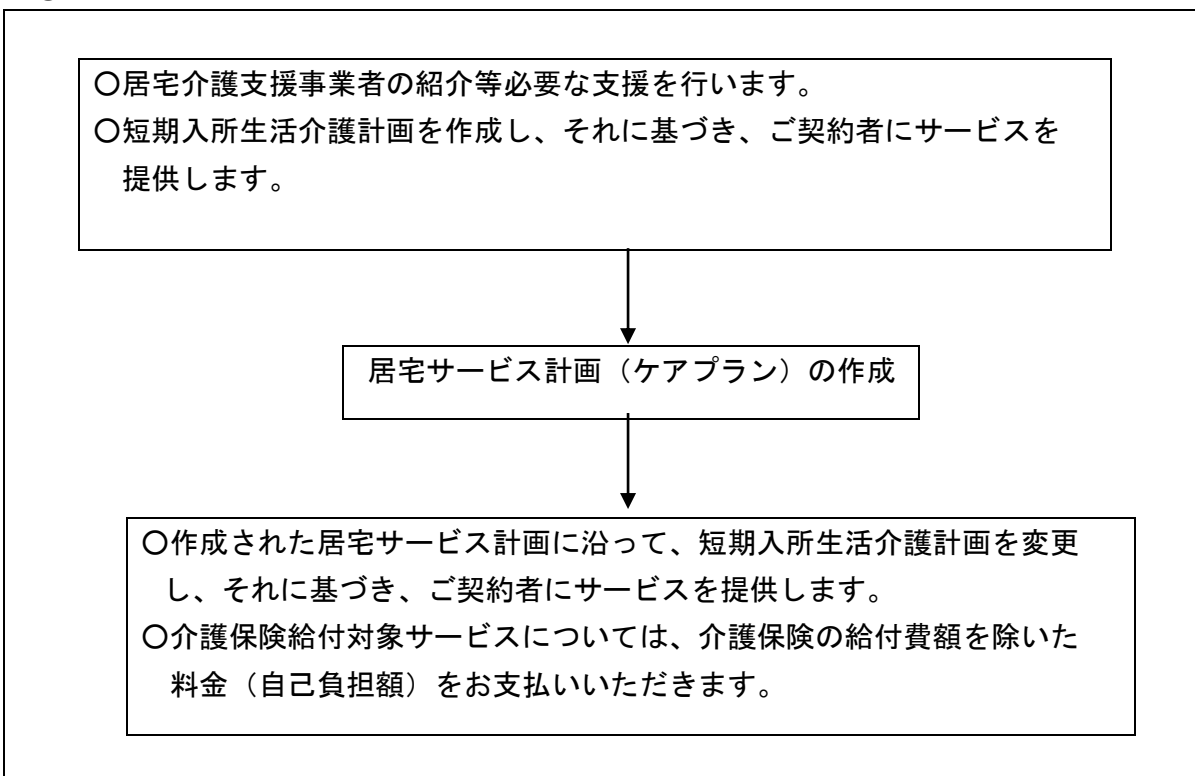 〇居宅介護支援事業者の紹介等必要な支援を行います。
〇短期入所生活介護計画を作成し、それに基づき、ご契約者にサービスを
提供します。
居宅サービス計画（ケアプラン）の作成
〇作成された居宅サービス計画に沿って、短期入所生活介護計画を変更
し、それに基づき、ご契約者にサービスを提供します。
〇介護保険給付対象サービスについては、介護保険の給付費額を除いた
料金（自己負担額）をお支払いいただきます。